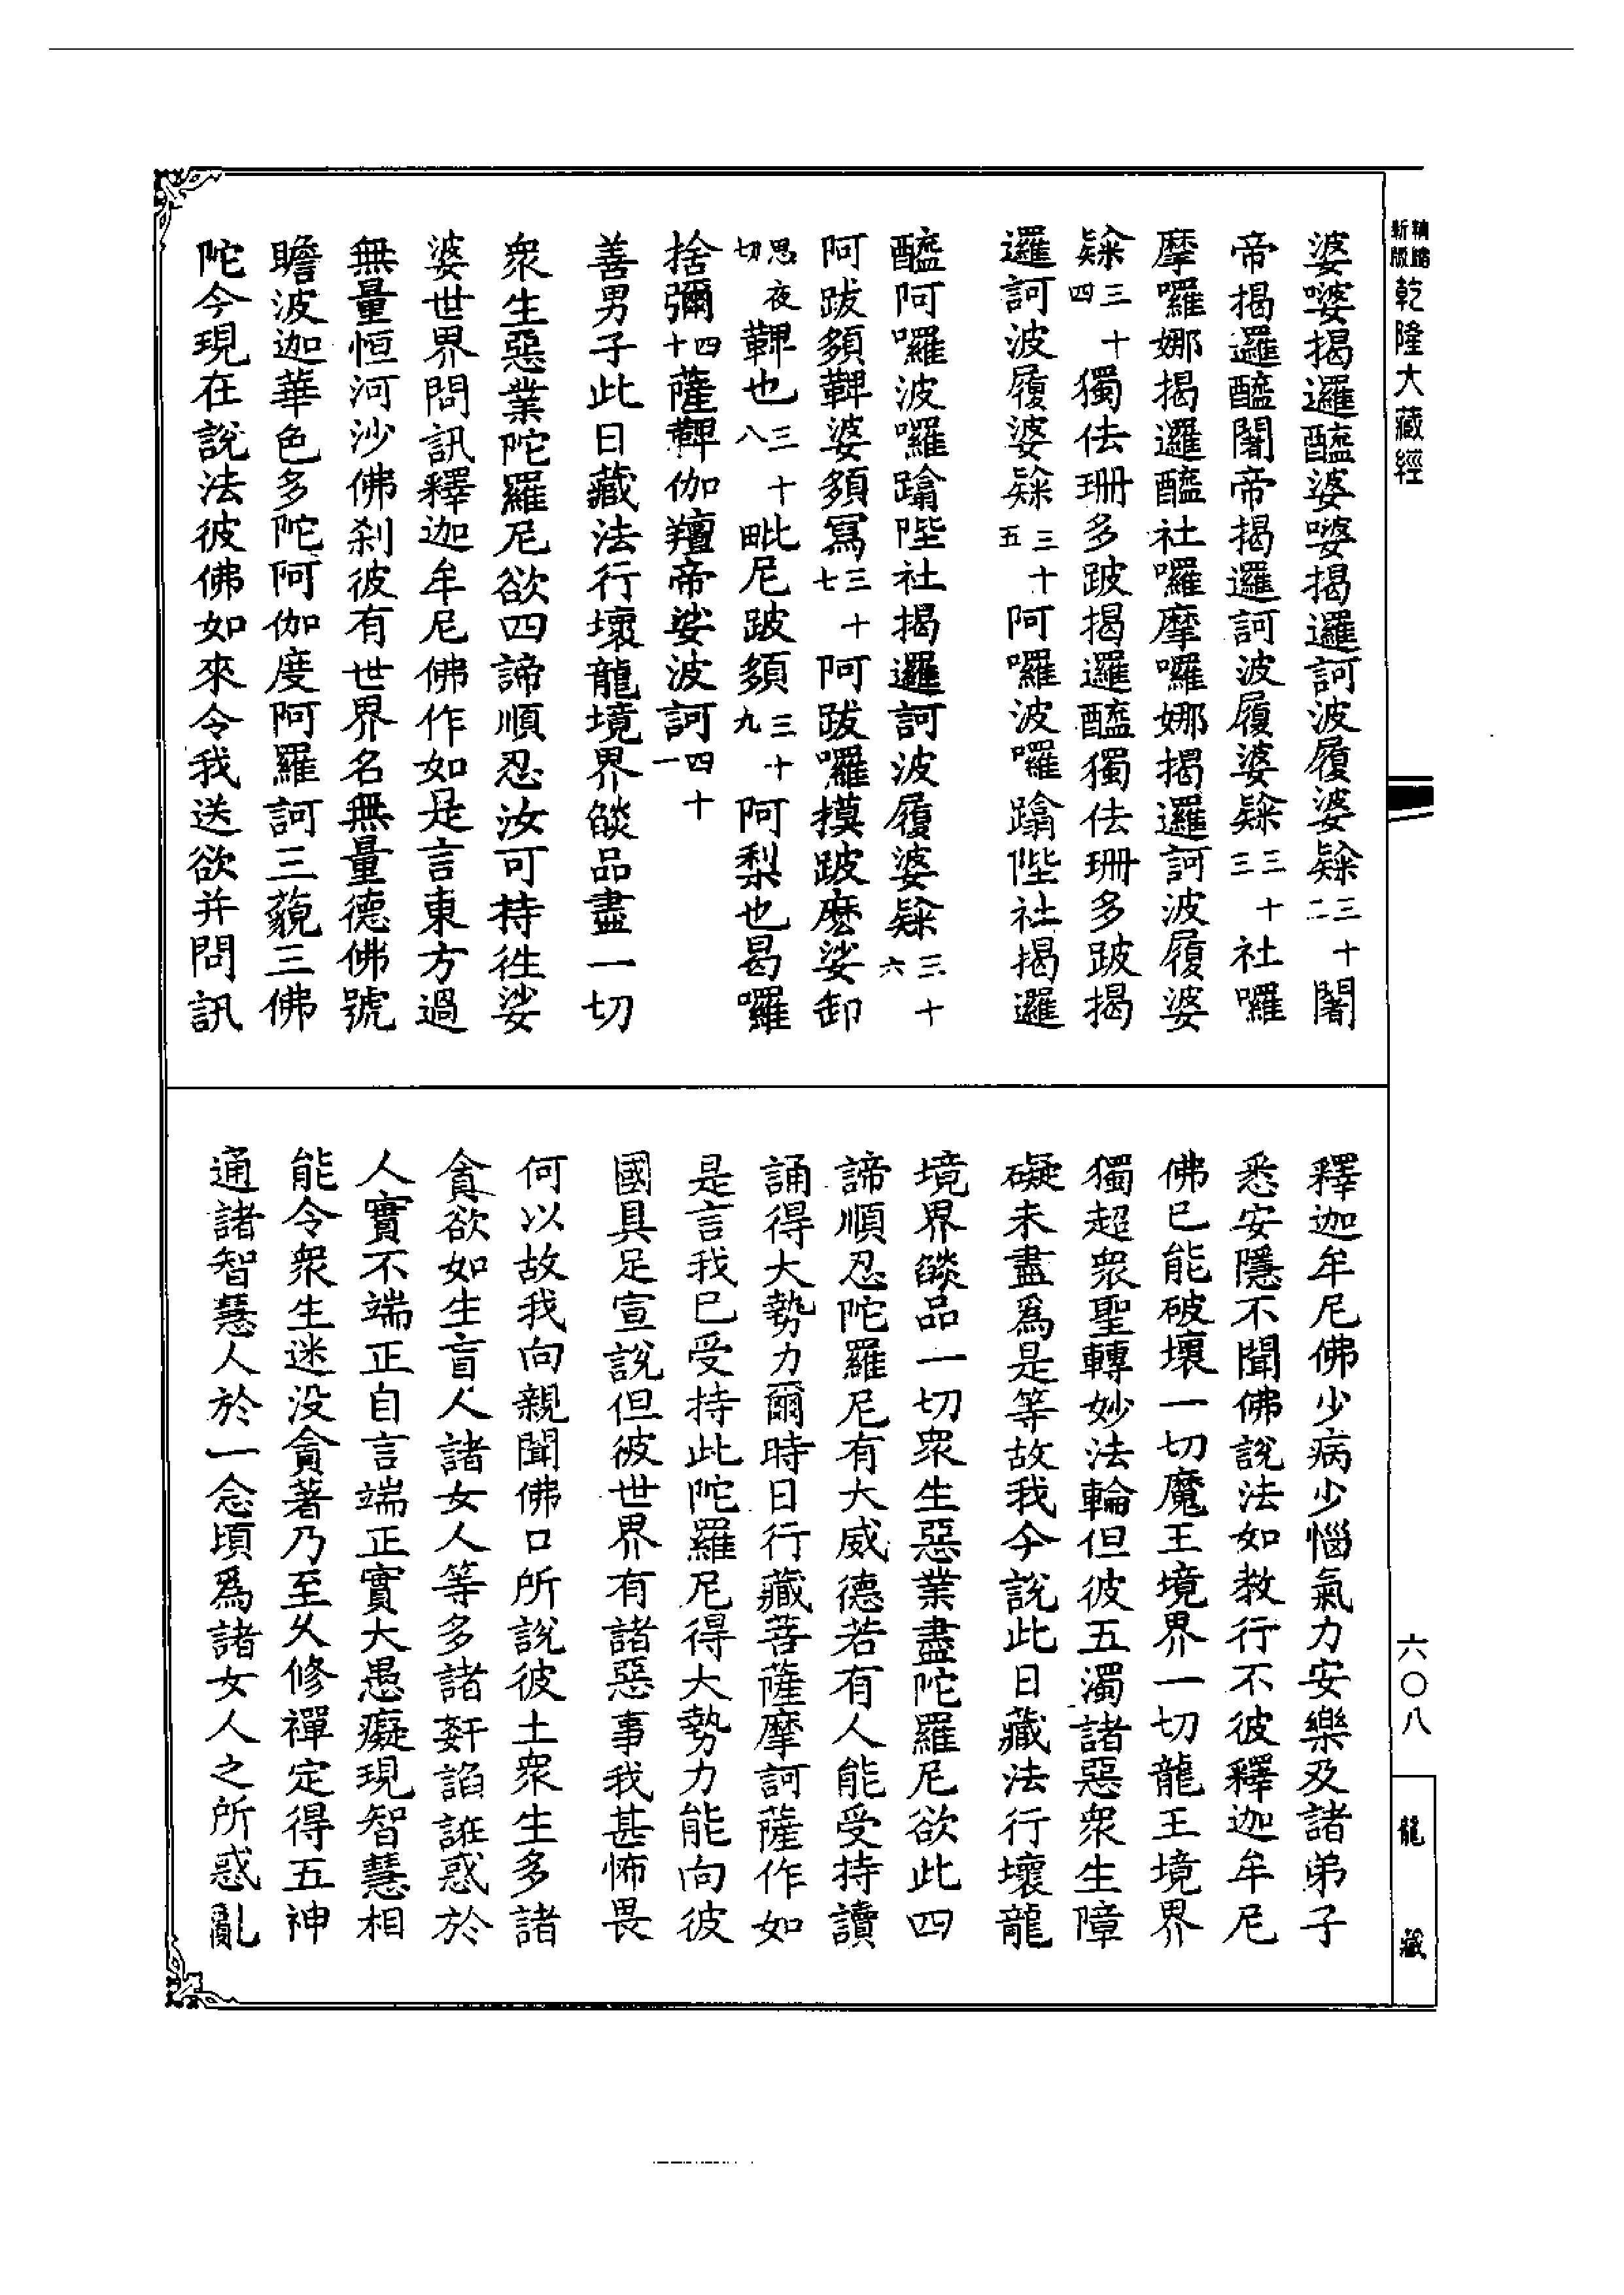 新版 精縮 乾隆大藏經
婆㗑揭邏醯婆㗑揭邏訶波履婆㲚三十二闍
帝揭邏醯闍帝揭邏訶波履婆㲚三十三社囉
摩囉娜揭邏醯社囉摩囉娜揭邏訶波履婆
㲚三十四獨佉珊多跛揭邏醯獨佉珊多跛揭
邏訶波履婆㲚三十五阿囉波囉踰陛社揭邏
醯阿囉波囉踰陛社揭邏訶波履婆㲚三十六
阿跋頞鞞婆頞寫三十七阿跋囉摸跛麽娑卸
思夜切鞞也三十八毗尼跛頞三十九阿梨也曷囉
捨彌四十薩鞞伽羶帝娑波訶四十一
善男子此日藏法行壞龍境界燄品盡一切
衆生惡業陀羅尼欲四諦順忍汝可持往娑
婆世界問訊釋迦牟尼佛作如是言東方過
無量恒河沙佛刹彼有世界名無量德佛號
瞻波迦華色多陀阿伽度阿羅訶三藐三佛
陀今現在說法彼佛如來令我送欲并問訊
釋迦牟尼佛少病少惱氣力安樂及諸弟子
悉安隱不聞佛說法如教行不彼釋迦牟尼
佛已能破壞一切魔王境界一切龍王境界
獨超衆聖轉妙法輪但彼五濁諸惡衆生障
礙未盡爲是等故我今說此日藏法行壞龍
境界燄品一切衆生惡業盡陀羅尼欲此四
諦順忍陀羅尼有大威德若有人能受持讀
誦得大勢力爾時日行藏菩薩摩訶薩作如
是言我已受持此陀羅尼得大勢力能向彼
國具足宣說但彼世界有諸惡事我甚怖畏
何以故我向親聞佛口所說彼土衆生多諸
貪欲如生盲人諸女人等多諸姧諂誑惑於
人實不端正自言端正實大愚癡現智慧相
能令衆生迷没貪著乃至久修禪定得五神
通諸智慧人於一念頃爲諸女人之所惑亂
六〇八
龍藏